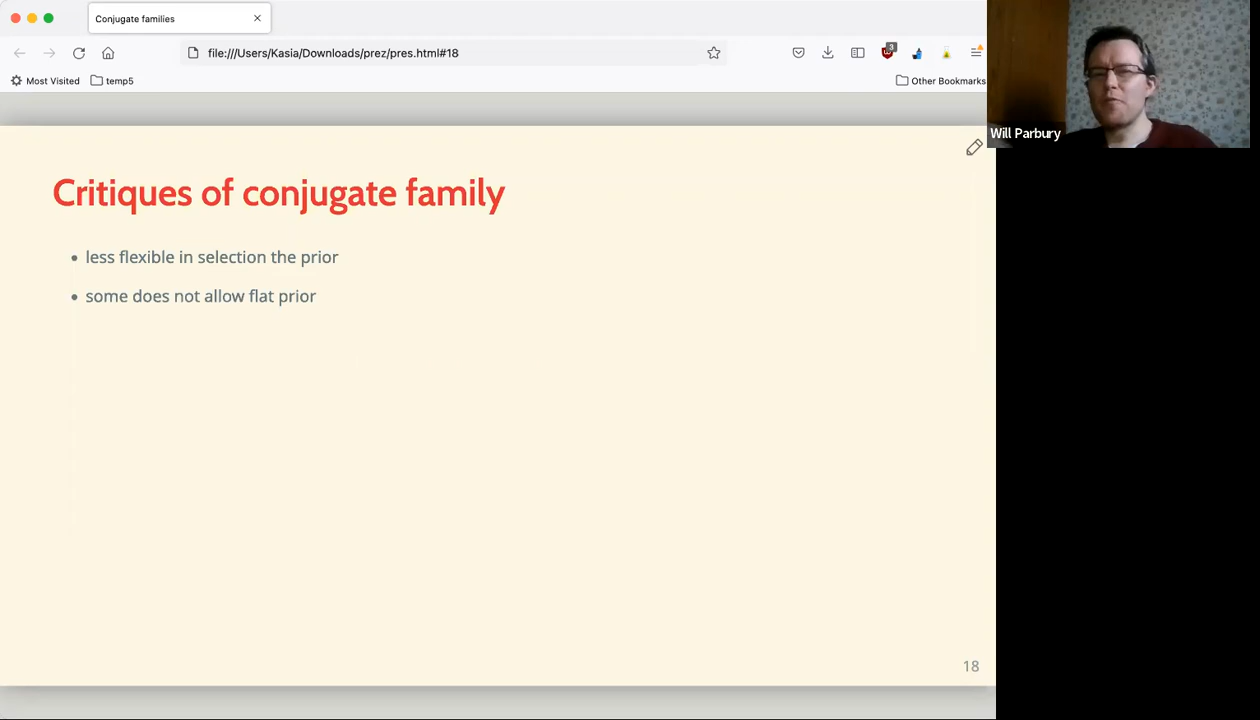 Conjugate families
file:///Users/Kasia/Downloads/prez/pres.html#18
3
Most Visited
temp5
Other Bookmarks
Will Parbury
Critiques of conjugate family
less flexible in selection the prior
some does not allow flat prior
18